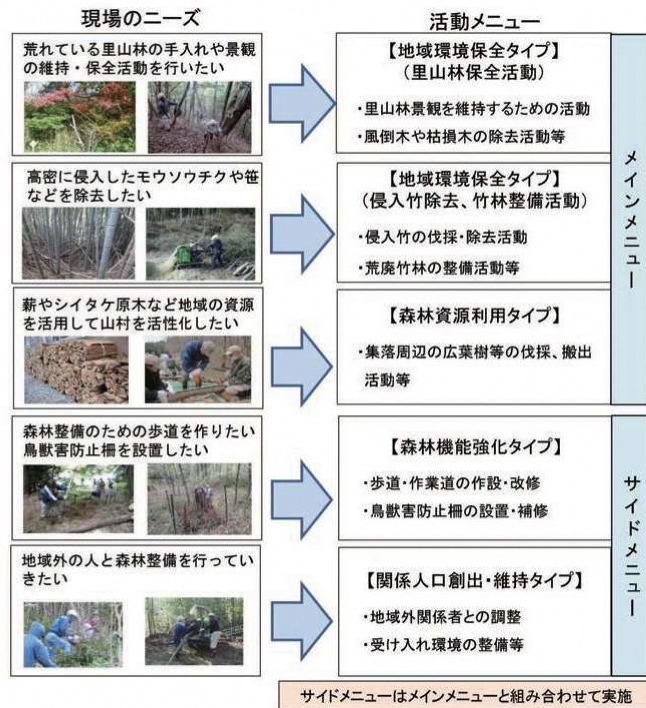 現場のニーズ
活動メニュー
荒れている里山林の手入れや景観
の維持・保全活動を行いたい
【地域環境保全タイプ】
(里山林保全活動)
・里山林景観を維持するための活動
・風倒木や枯損木の除去活動等
高密に侵入したモウソウチクや笹
などを除去したい
【地域環境保全タイプ】
(侵入竹除去、竹林整備活動)
・侵入竹の伐採・除去活動
・荒廃竹林の整備活動等
薪やシイタケ原木など地域の資源
を活用して山村を活性化したい
【森林資源利用タイプ】
・集落周辺の広葉樹等の伐採、搬出
活動等
メインメニュー
森林整備のための歩道を作りたい
鳥獣害防止柵を設置したい
【森林機能強化タイプ】
・歩道・作業道の作設・改修
・鳥獣害防止柵の設置・補修
地域外の人と森林整備を行ってい
きたい
【関係人口創出・維持タイプ】
・地域外関係者との調整
・受け入れ環境の整備等
サイドメニュー
サイドメニューはメインメニューと組み合わせて実施